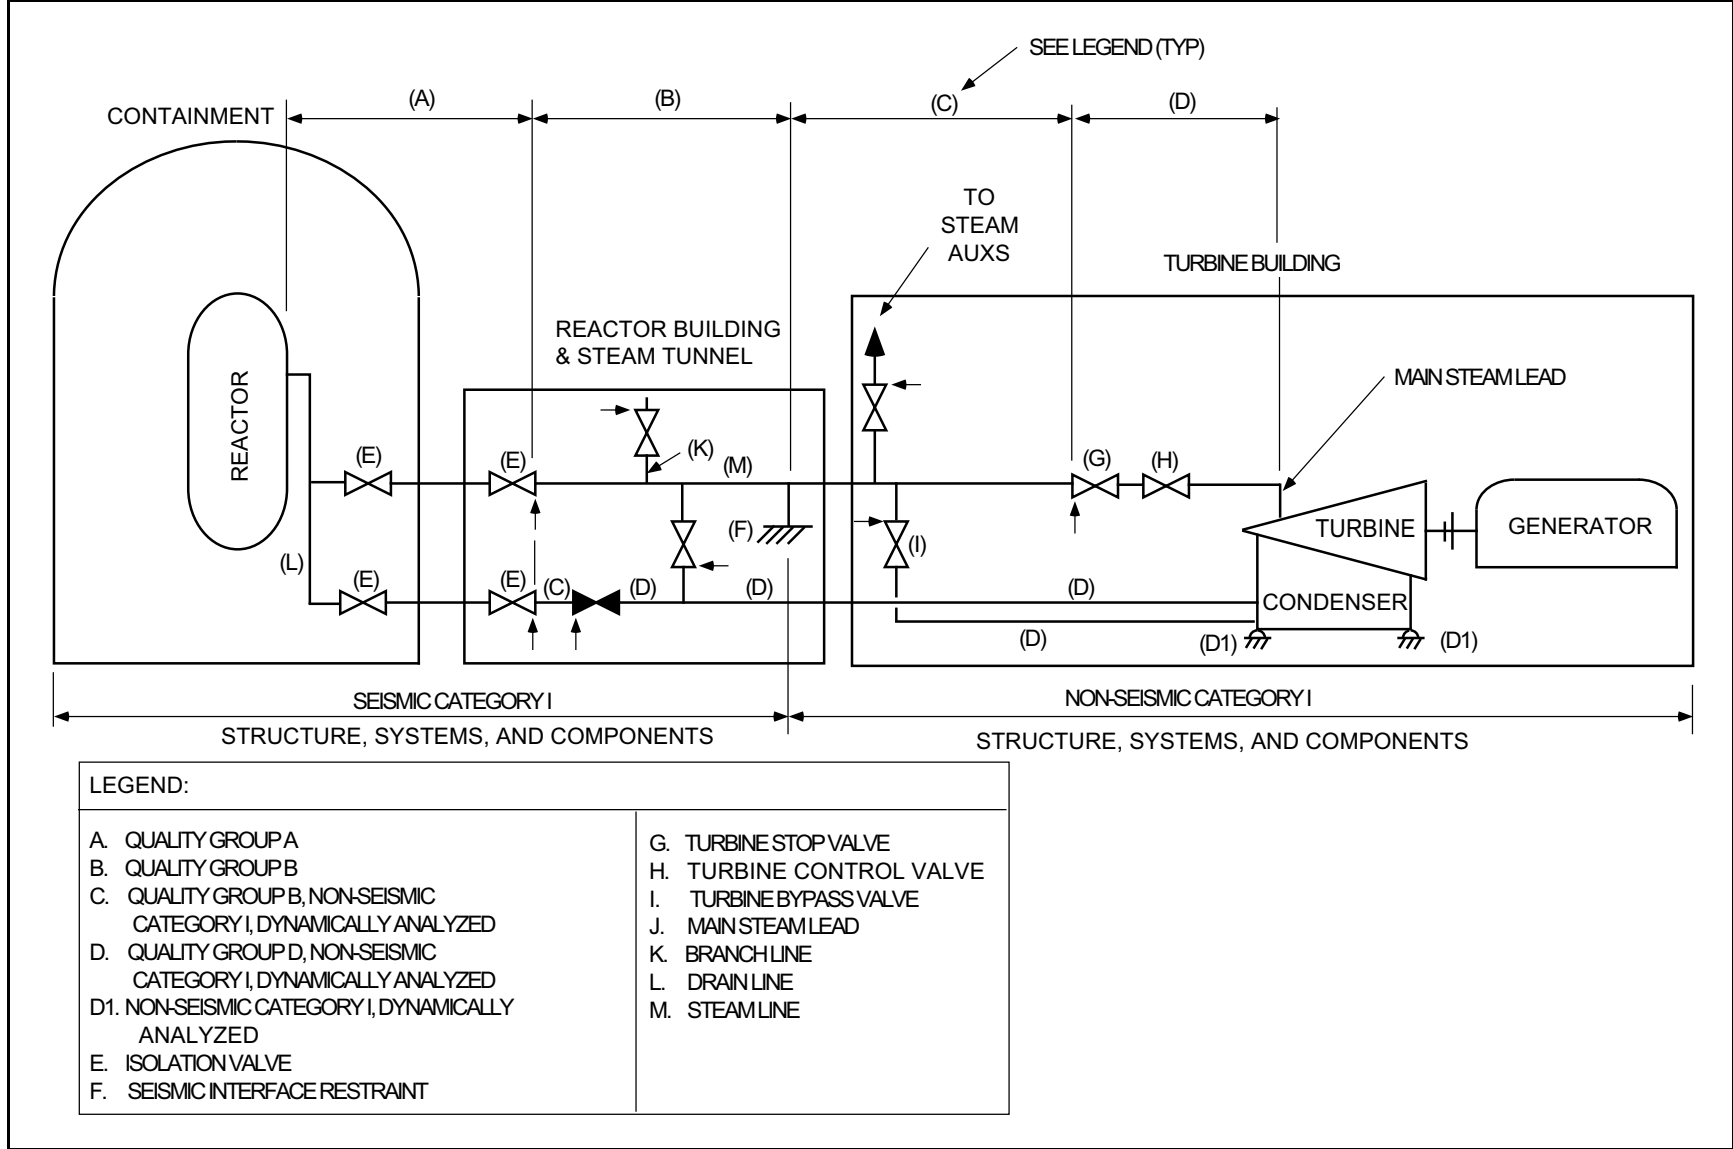 SEE LEGEND (TYP)
(A)
(B)
(C)
(D)
CONTAINMENT
TO
STEAM
AUXS
TURBINE BUILDING
REACTOR BUILDING
& STEAM TUNNEL
MAIN STEAM LEAD
REACTOR
(E)
(E)
(K)
(M)
(G)
(H)
(F)
(I)
TURBINE
GENERATOR
(L)
(E)
(E)
(C)
(D)
(D)
(D)
CONDENSER
(D)
(D1)
(D1)
SEISMIC CATEGORY I
STRUCTURE, SYSTEMS, AND COMPONENTS
NON-SEISMIC CATEGORY I
STRUCTURE, SYSTEMS, AND COMPONENTS
LEGEND:
A. QUALITY GROUP A
B. QUALITY GROUP B
C. QUALITY GROUP B, NON-SEISMIC
CATEGORY I, DYNAMICALLY ANALYZED
D. QUALITY GROUP D, NON-SEISMIC
CATEGORY I, DYNAMICALLY ANALYZED
D1. NON-SEISMIC CATEGORY I, DYNAMICALLY
ANALYZED
E. ISOLATION VALVE
F. SEISMIC INTERFACE RESTRAINT
G. TURBINE STOP VALVE
H. TURBINE CONTROL VALVE
I. TURBINE BYPASS VALVE
J. MAIN STEAM LEAD
K. BRANCH LINE
L. DRAIN LINE
M. STEAM LINE